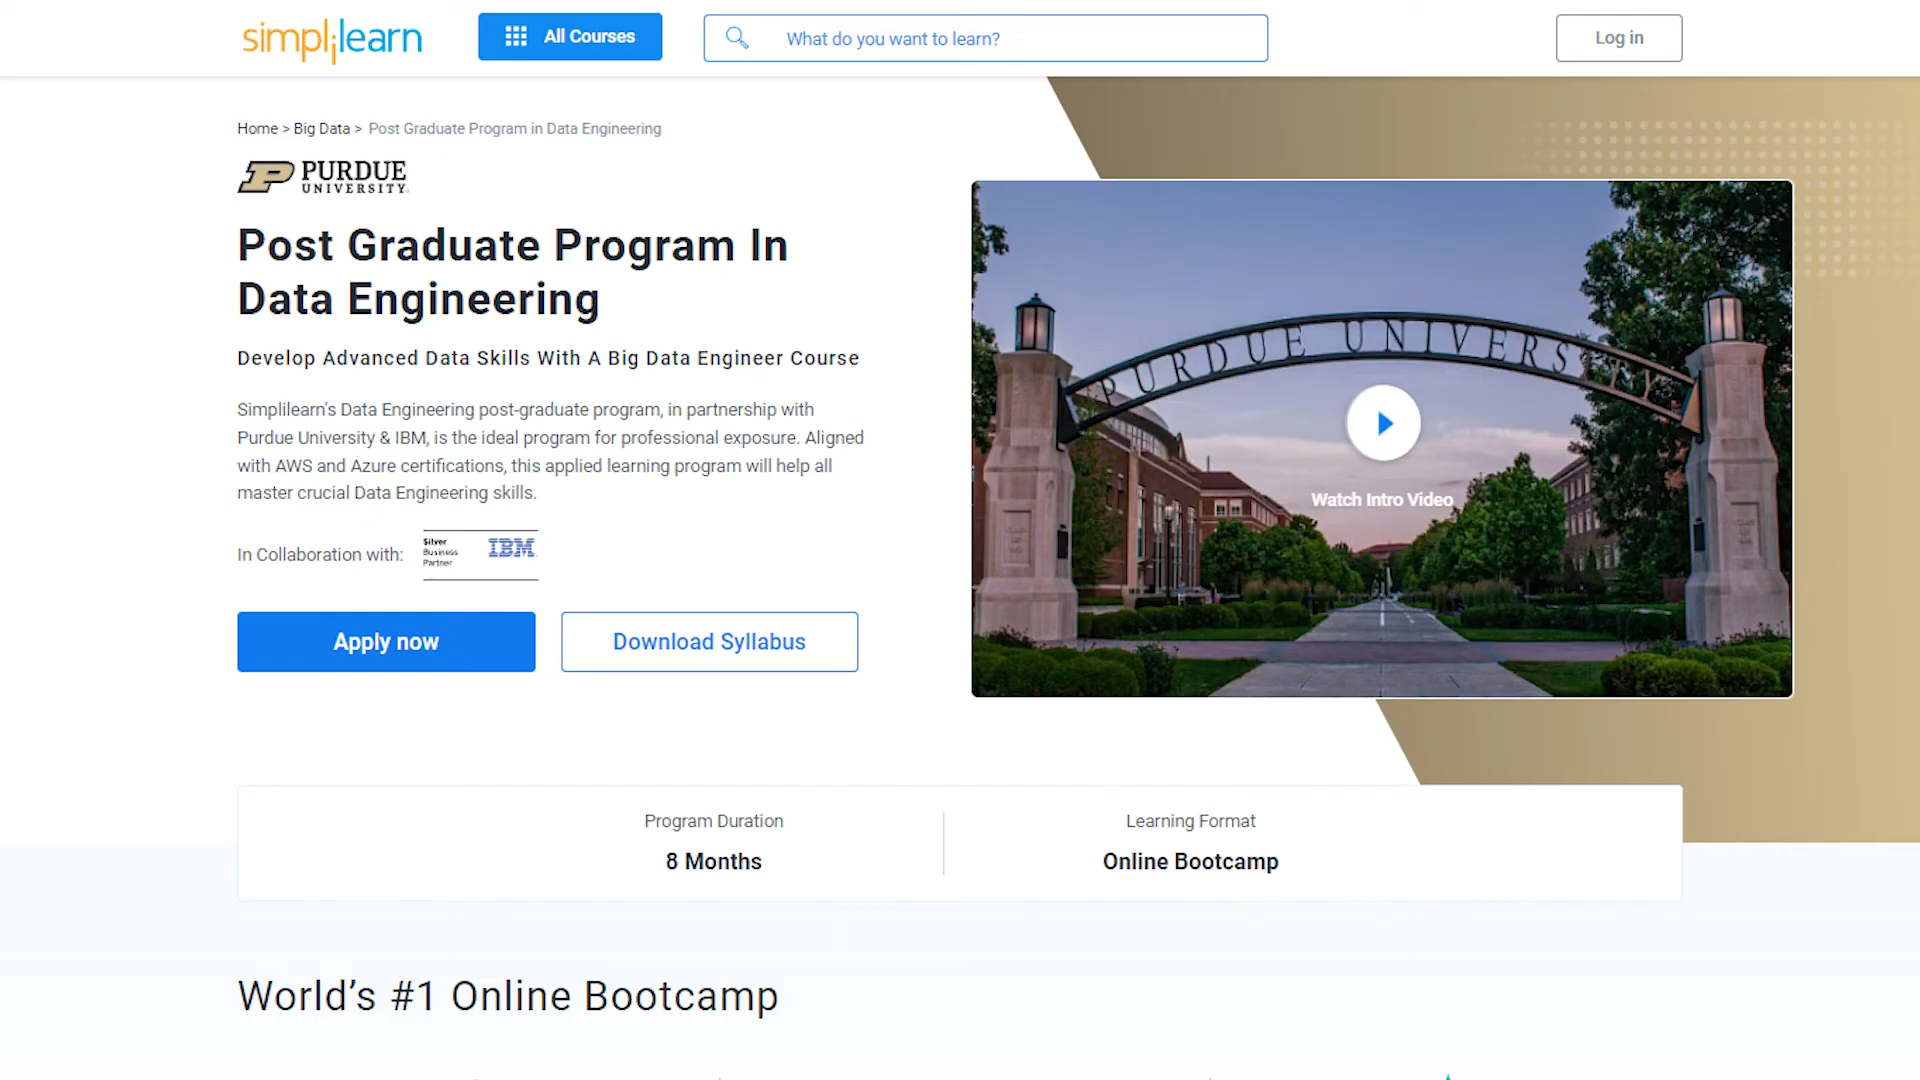 simplilearn
All Courses
What do you want to learn?
Log in
Home > Big Data > Post Graduate Program in Data Engineering
PURDUE
UNIVERSITY
Post Graduate Program In
Data Engineering
Develop Advanced Data Skills With A Big Data Engineer Course
Simplilearn's Data Engineering post-graduate program, in partnership with
Purdue University & IBM, is the ideal program for professional exposure. Aligned
with AWS and Azure certifications, this applied learning program will help all
master crucial Data Engineering skills.
In Collaboration with:
Silver
Business
Partner
IBM
Apply now
Download Syllabus
PURDUE UNIVERSITY
Watch Intro Video
Program Duration
8 Months
Learning Format
Online Bootcamp
World’s #1 Online Bootcamp